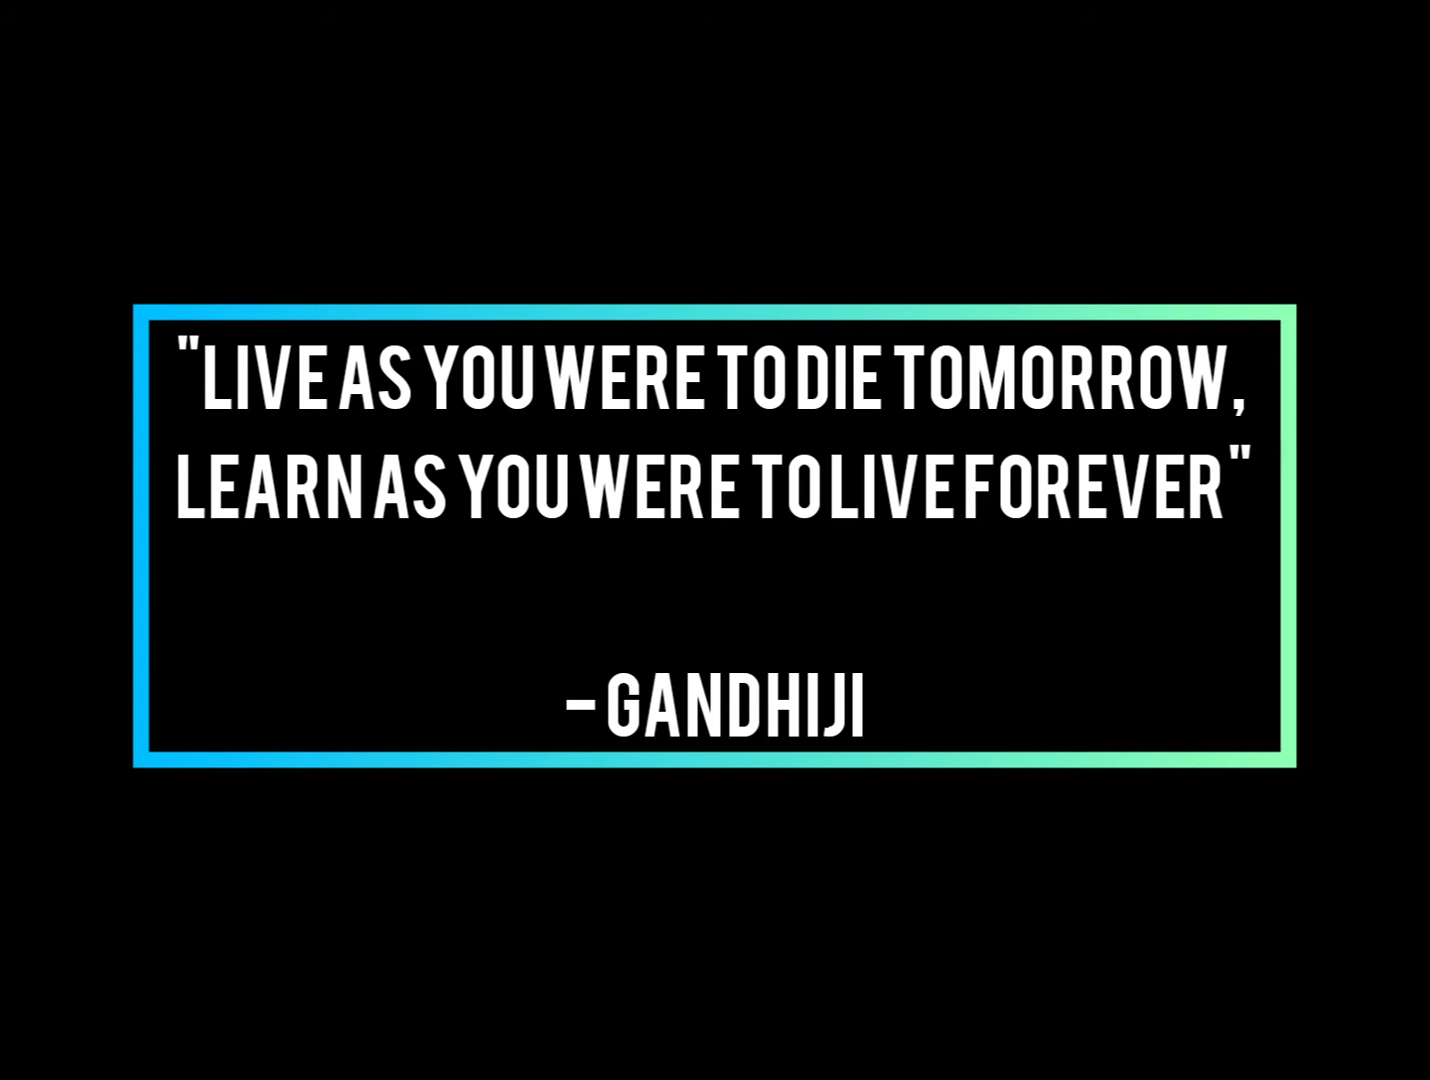 "LIVE AS YOU WERE TO DIE TOMORROW,
LEARN AS YOU WERE TO LIVE FOREVER"
- GANDHIJI